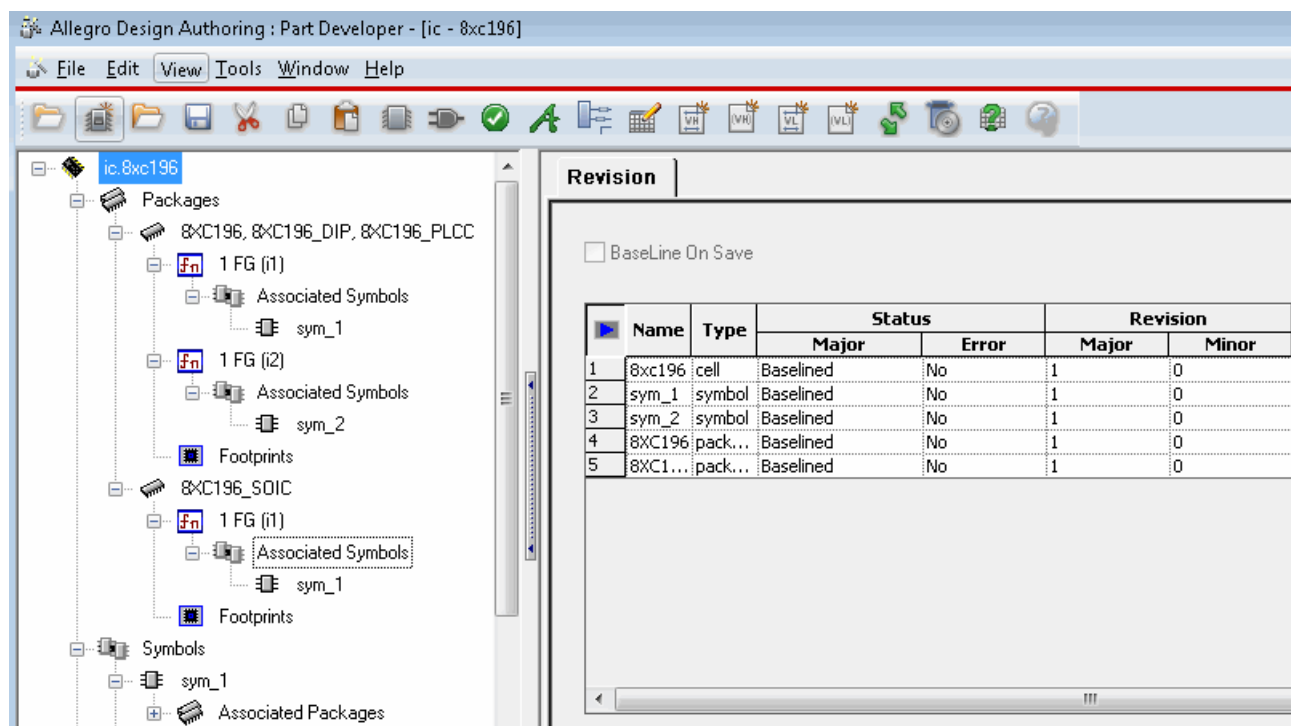 Allegro Design Authoring : Part Developer - [ic - 8xc196]
File Edit View Tools Window Help
ic.8xc196
Packages
8XC196, 8XC196_DIP, 8XC196_PLCC
1 FG (i1)
Associated Symbols
sym_1
1 FG (i2)
Associated Symbols
sym_2
Footprints
8XC196_SOIC
1 FG (i1)
Associated Symbols
sym_1
Footprints
Symbols
sym_1
Associated Packages
Revision
BaseLine On Save
Name Type Status Revision
Major Error Major Minor
1 8xc196 cell Baselined No 1 0
2 sym_1 symbol Baselined No 1 0
3 sym_2 symbol Baselined No 1 0
4 8XC196 pack... Baselined No 1 0
5 8XC1... pack... Baselined No 1 0